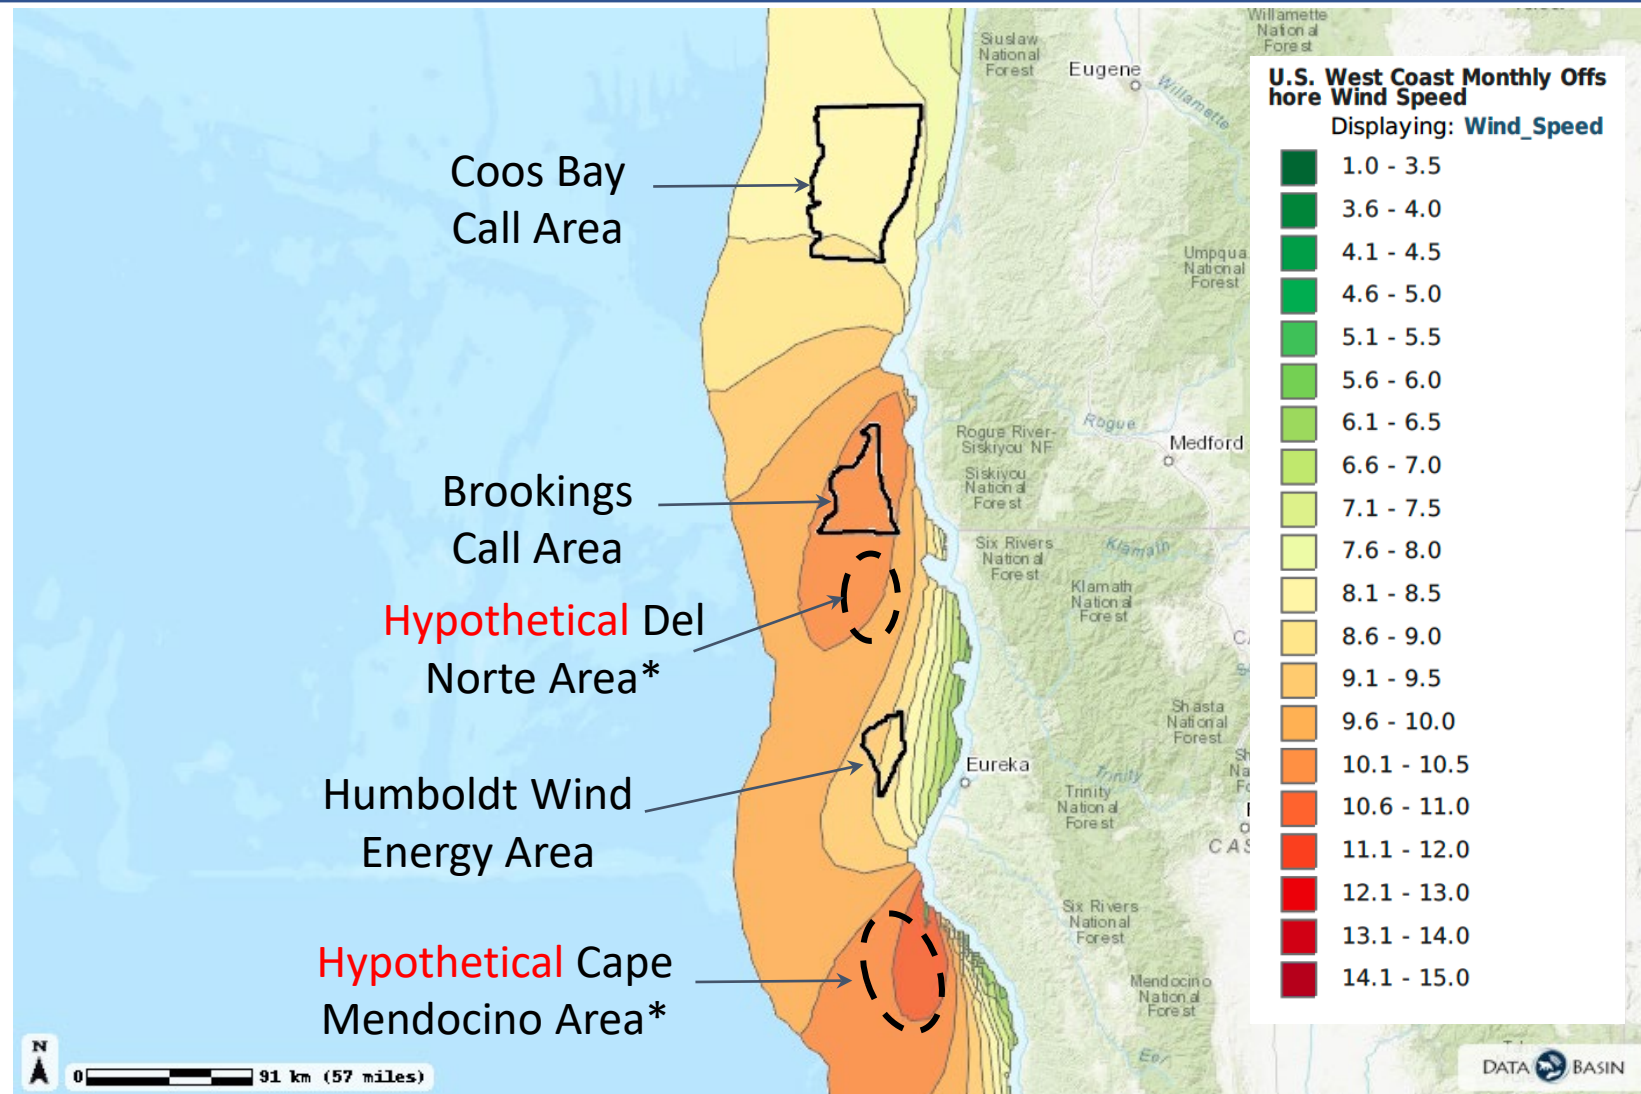 Willamette
National
Forest
Siuslaw
National
Forest
Eugene
Willamette
U.S. West Coast Monthly Offs
hore Wind Speed
Displaying: Wind_Speed
1.0 - 3.5
3.6 - 4.0
4.1 - 4.5
4.6 - 5.0
5.1 - 5.5
5.6 - 6.0
6.1 - 6.5
6.6 - 7.0
7.1 - 7.5
7.6 - 8.0
8.1 - 8.5
8.6 - 9.0
9.1 - 9.5
9.6 - 10.0
10.1 - 10.5
10.6 - 11.0
11.1 - 12.0
12.1 - 13.0
13.1 - 14.0
14.1 - 15.0
Coos Bay
Call Area
Umpqua
National
Forest
Rogue
Rogue River-
Siskiyou NF
Medford
Siskiyou
National
Forest
Brookings
Call Area
Six Rivers
National
Forest
Klamath
Klamath
National
Forest
Hypothetical Del
Norte Area*
Shasta
National
Forest
Eureka
Trinity
Trinity
National
Forest
Humboldt Wind
Energy Area
CAS
Six Rivers
National
Forest
Hypothetical Cape
Mendocino Area*
Mendocino
National
Forest
Eel
N
0 91 km (57 miles)
DATA BASIN